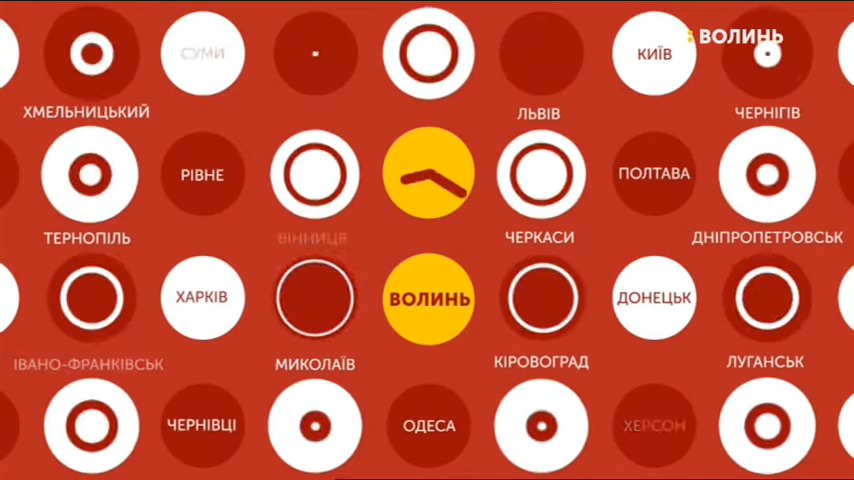 СУМИ
КИЇВ
ВОЛИНЬ
ХМЕЛЬНИЦЬКИЙ
ЛЬВІВ
ЧЕРНІГІВ
РІВНЕ
ПОЛТАВА
ТЕРНОПІЛЬ
ВІННИЦЯ
ЧЕРКАСИ
ДНІПРОПЕТРОВСЬК
ХАРКІВ
ВОЛИНЬ
ДОНЕЦЬК
ІВАНО-ФРАНКІВСЬК
МИКОЛАЇВ
КІРОВОГРАД
ЛУГАНСЬК
ЧЕРНІВЦІ
ОДЕСА
ХЕРСОН